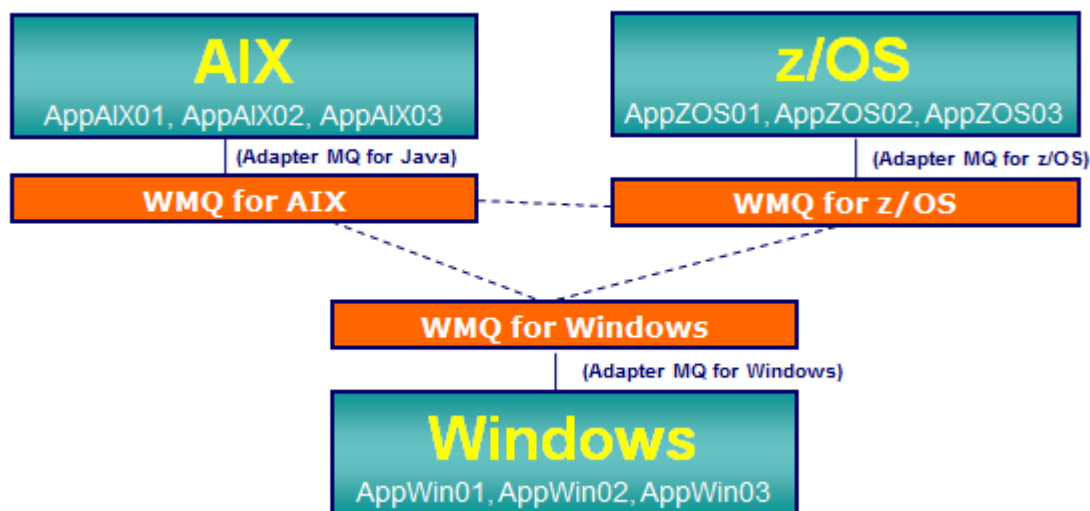 AIX
AppAIX01, AppAIX02, AppAIX03
(Adapter MQ for Java)
WMQ for AIX
z/OS
AppZOS01, AppZOS02, AppZOS03
(Adapter MQ for z/OS)
WMQ for z/OS
WMQ for Windows
(Adapter MQ for Windows)
Windows
AppWin01, AppWin02, AppWin03